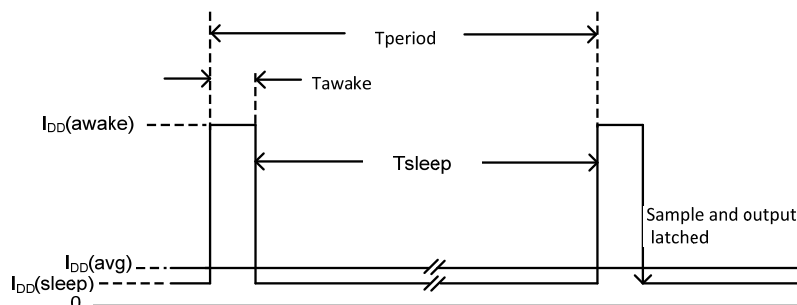 Tperiod
Tawake
IDD(awake)
Tsleep
Sample and output
latched
IDD(avg)
IDD(sleep)
0